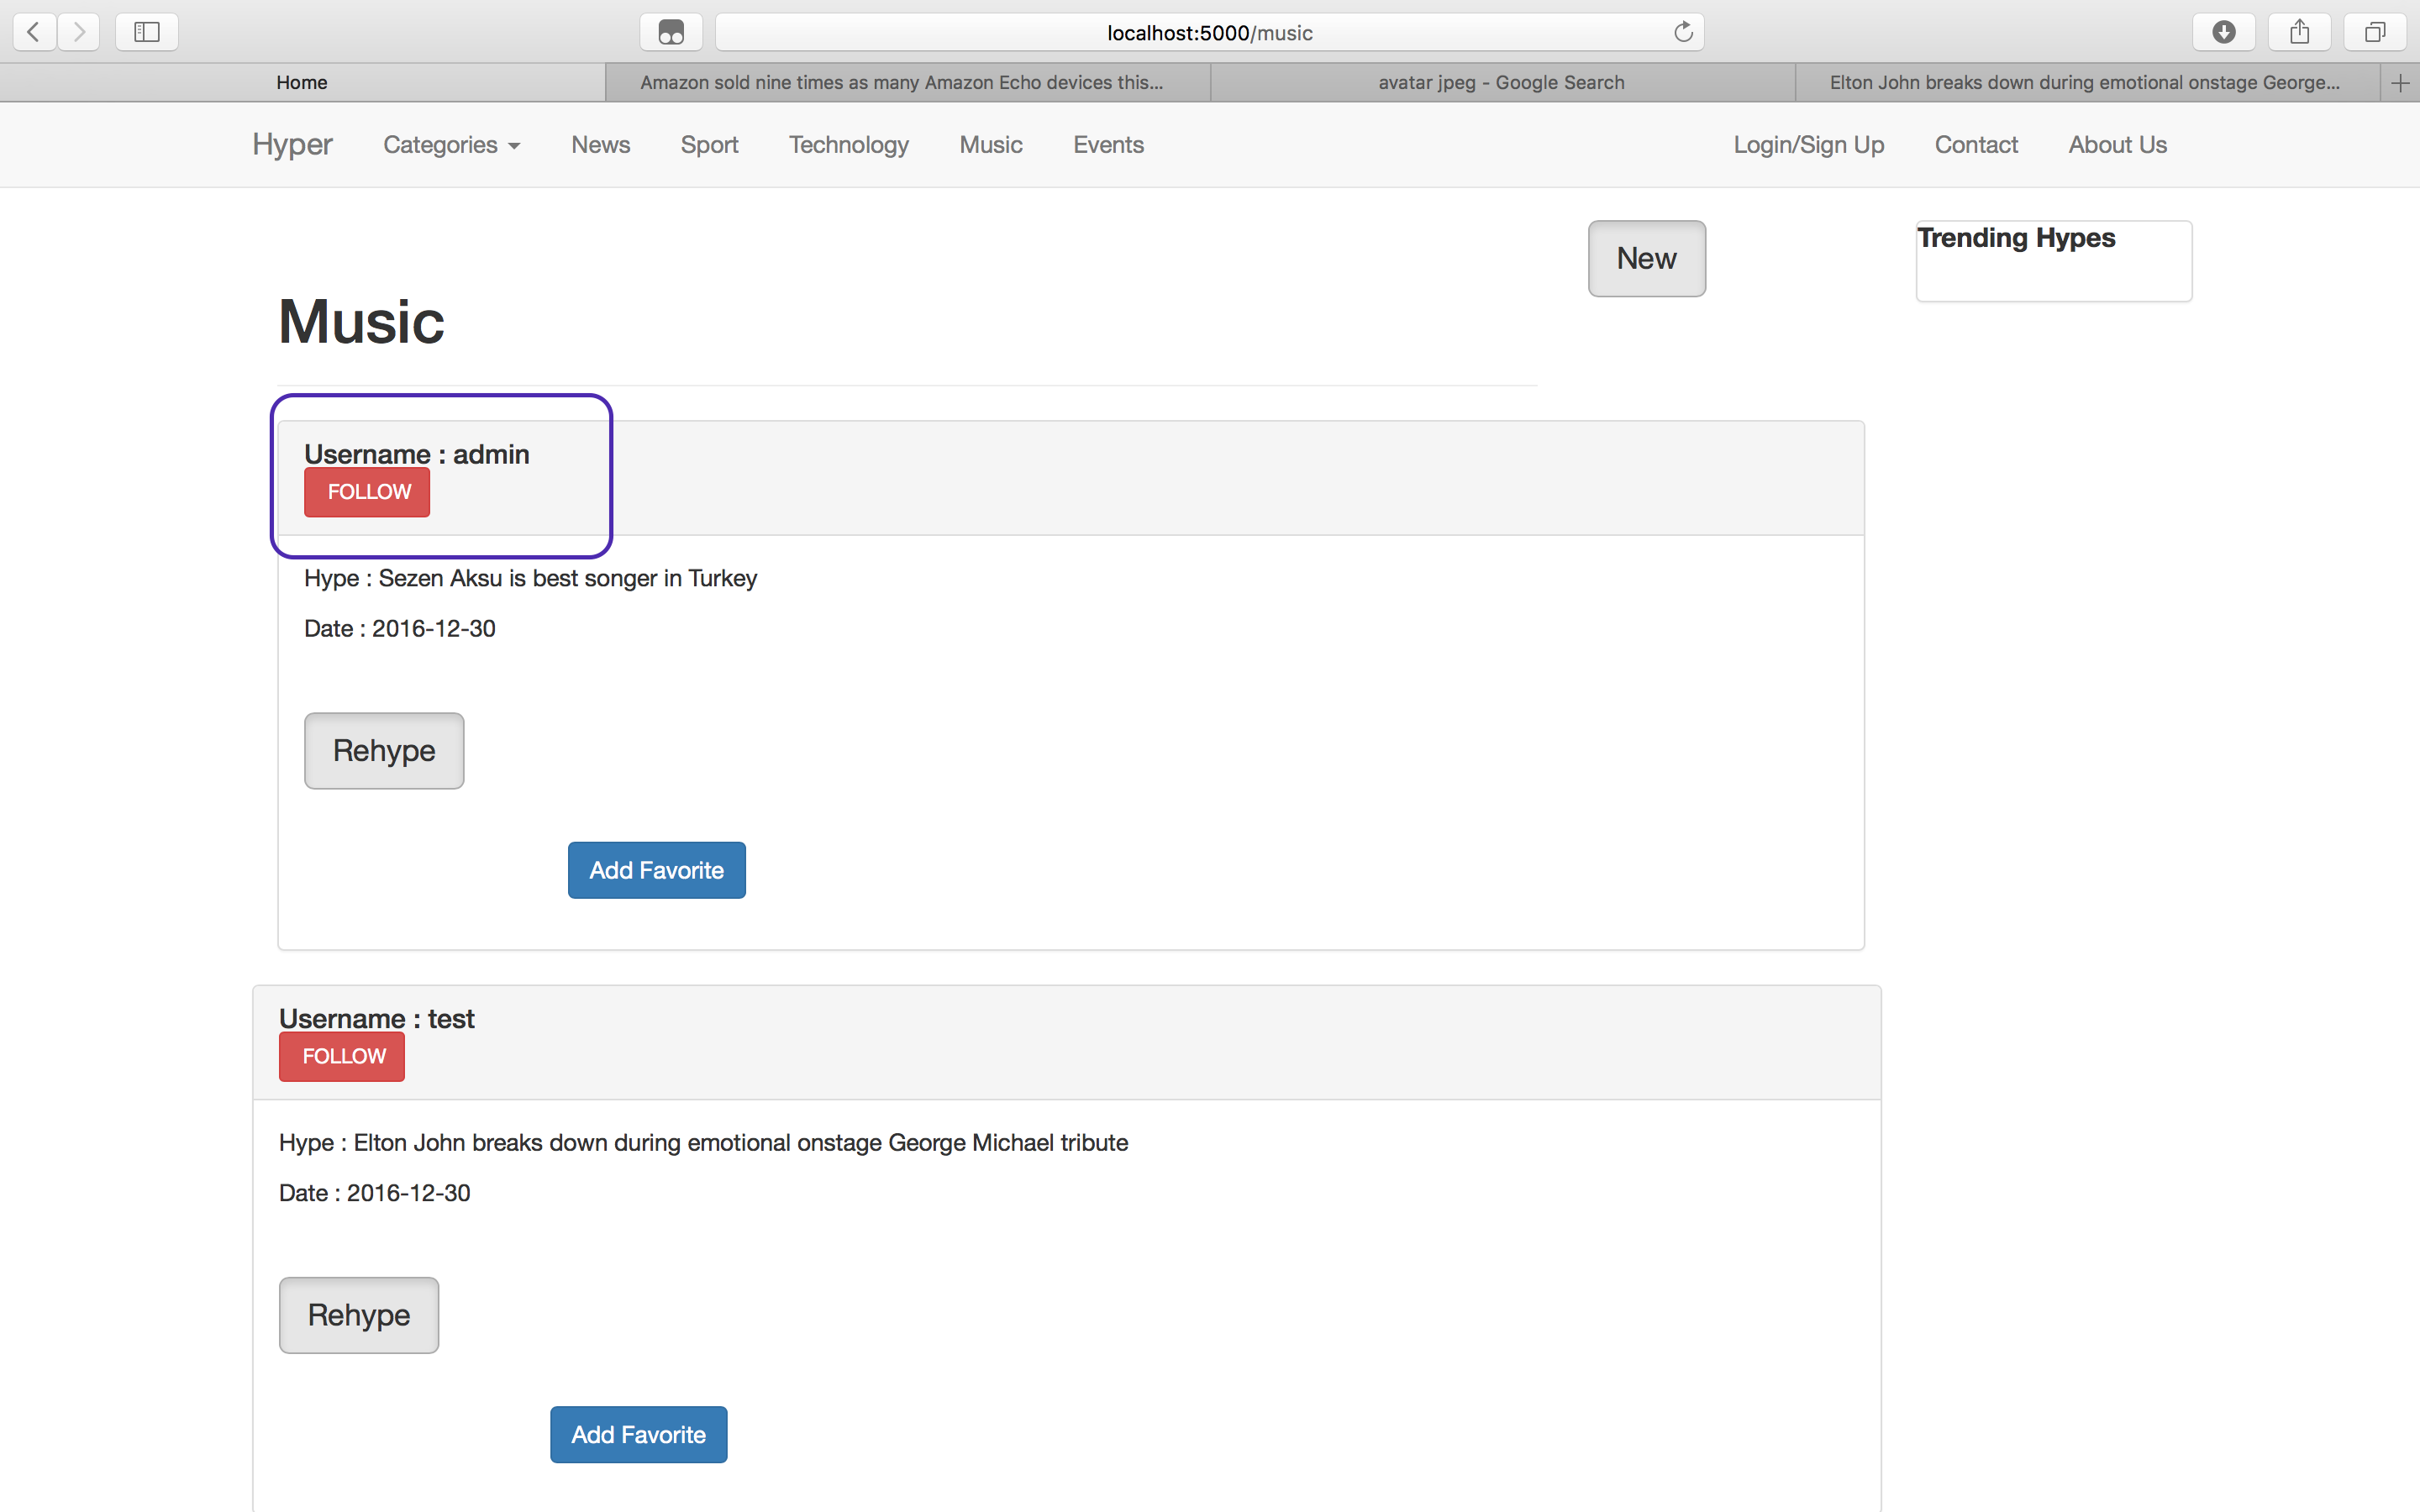 localhost:5000/music
Home
Amazon sold nine times as many Amazon Echo devices this...
avatar jpeg - Google Search
Elton John breaks down during emotional onstage George...
Hyper Categories News Sport Technology Music Events Login/Sign Up Contact About Us
New
Trending Hypes
Music
Username : admin
FOLLOW
Hype : Sezen Aksu is best songer in Turkey
Date : 2016-12-30
Rehype
Add Favorite
Username : test
FOLLOW
Hype : Elton John breaks down during emotional onstage George Michael tribute
Date : 2016-12-30
Rehype
Add Favorite